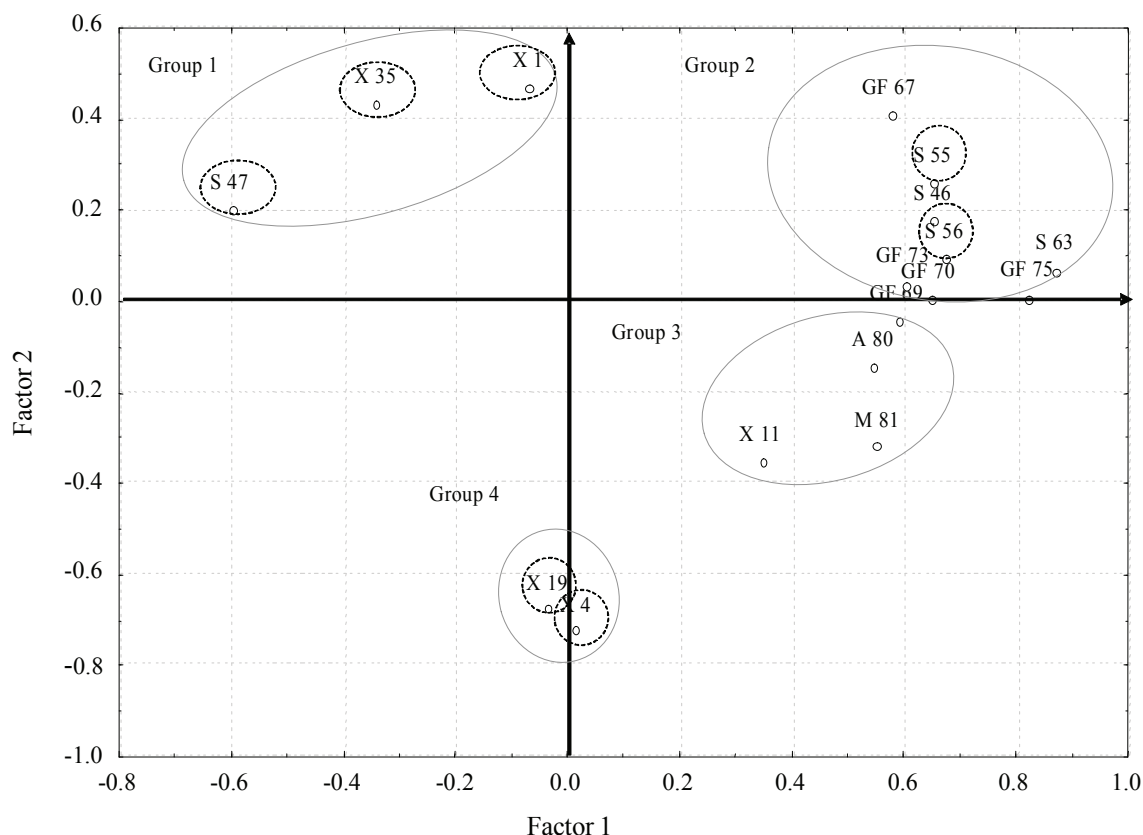 0.6
Group 1
X 1
Group 2
X 35
GF 67
0.4
S 55
S 47
S 46
0.2
S 56
S 63
GF 73
GF 70
GF 75
0.0
GF 69
Group 3
A 80
-0.2
M 81
X 11
-0.4
Group 4
-0.6
X 19
X 4
-0.8
-1.0
-0.8
-0.6
-0.4
-0.2
0.0
0.2
0.4
0.6
0.8
1.0
Factor 2
Factor 1